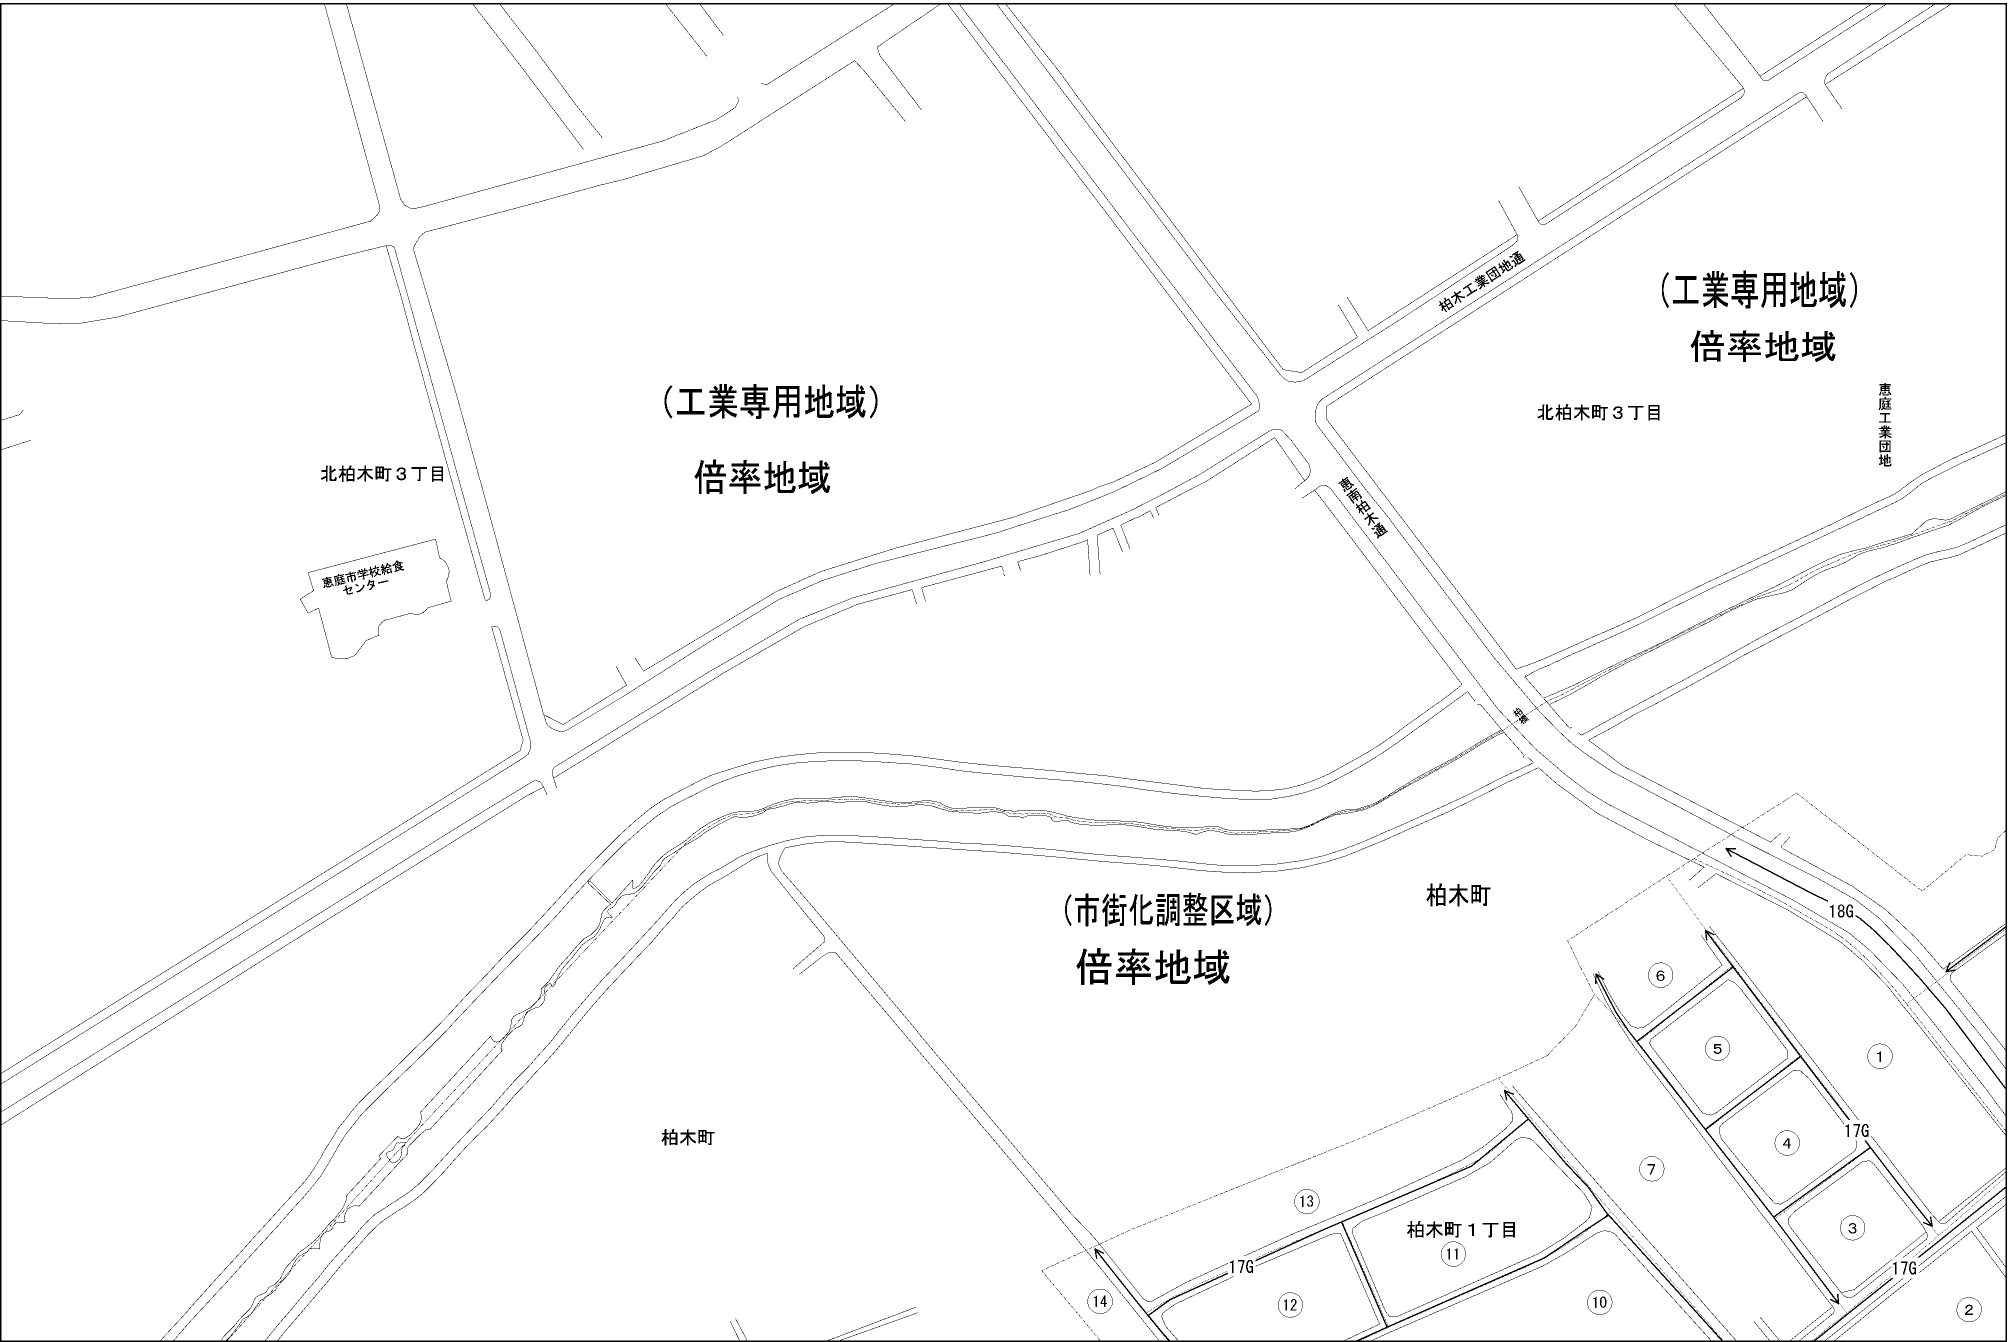 柏木工業団地通
（工業専用地域）
倍率地域
北柏木町３丁目
恵庭工業団地
（工業専用地域）
倍率地域
北柏木町３丁目
恵庭市学校給食
センター
恵南柏木通
柏木町
（市街化調整区域）
倍率地域
柏木町
18G
⑥
⑤
①
④
17G
⑦
③
17G
②
⑬
柏木町１丁目
⑪
17G
⑭
⑫
⑩